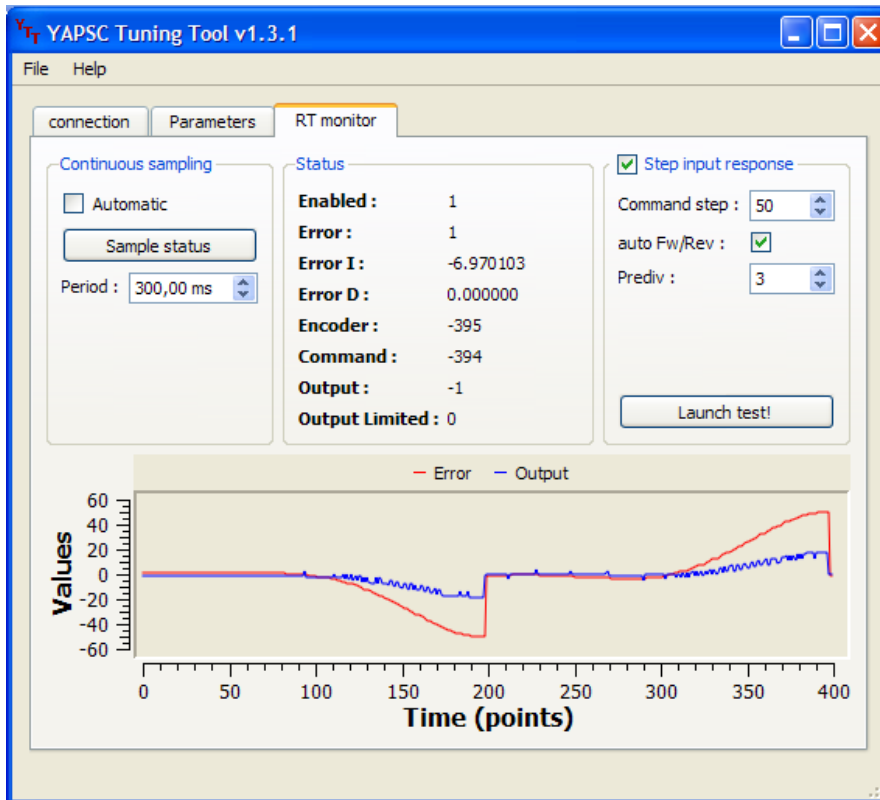 YTT YAPSC Tuning Tool v1.3.1
File Help
connection Parameters RT monitor
Continuous sampling
Automatic
Sample status
Period : 300,00 ms
Status
Enabled : 1
Error : 1
Error I : -6.970103
Error D : 0.000000
Encoder : -395
Command : -394
Output : -1
Output Limited : 0
Step input response
Command step : 50
auto Fw/Rev :
Prediv : 3
Launch test!
Error Output
Values
60
40
20
0
-20
-40
-60
0 50 100 150 200 250 300 350 400
Time (points)